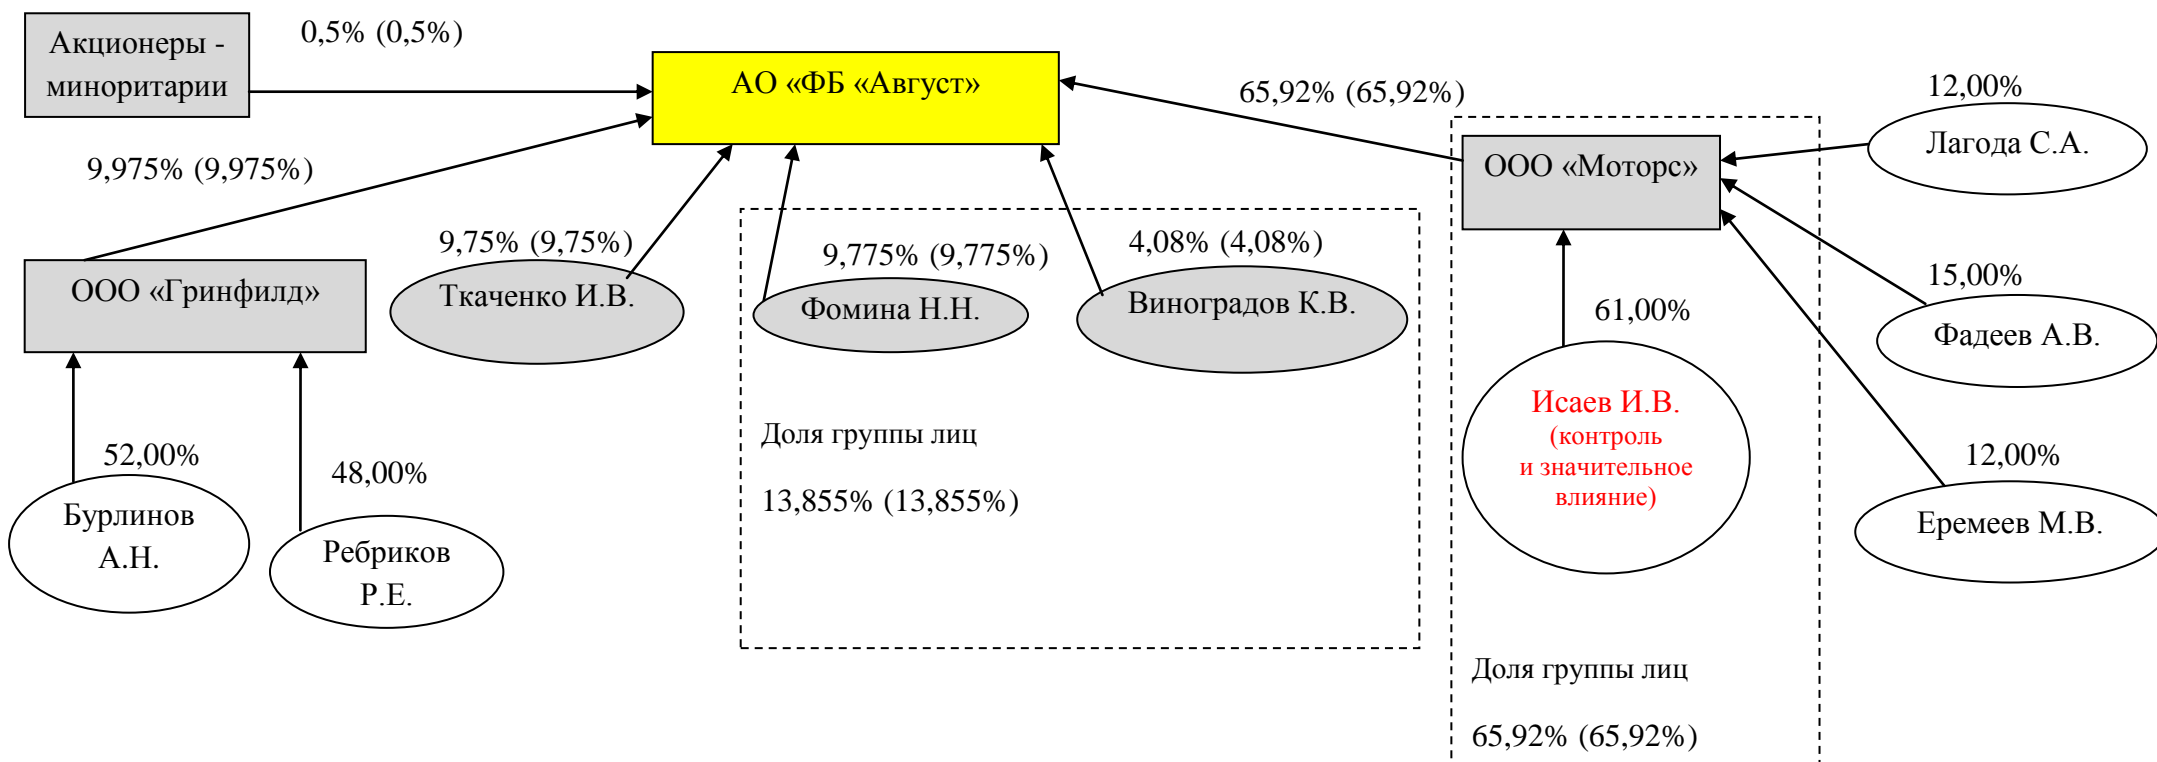 Акционеры -
миноритарии
0,5% (0,5%)
АО «ФБ «Август»
65,92% (65,92%)
12,00%
Лагода С.А.
ООО «Моторс»
9,975% (9,975%)
9,75% (9,75%)
Ткаченко И.В.
9,775% (9,775%)
Фомина Н.Н.
4,08% (4,08%)
Виноградов К.В.
15,00%
Фадеев А.В.
ООО «Гринфилд»
61,00%
Исаев И.В.
(контроль
и значительное
влияние)
12,00%
Еремеев М.В.
Доля группы лиц
13,855% (13,855%)
52,00%
Бурлинов
А.Н.
48,00%
Ребриков
Р.Е.
Доля группы лиц
65,92% (65,92%)